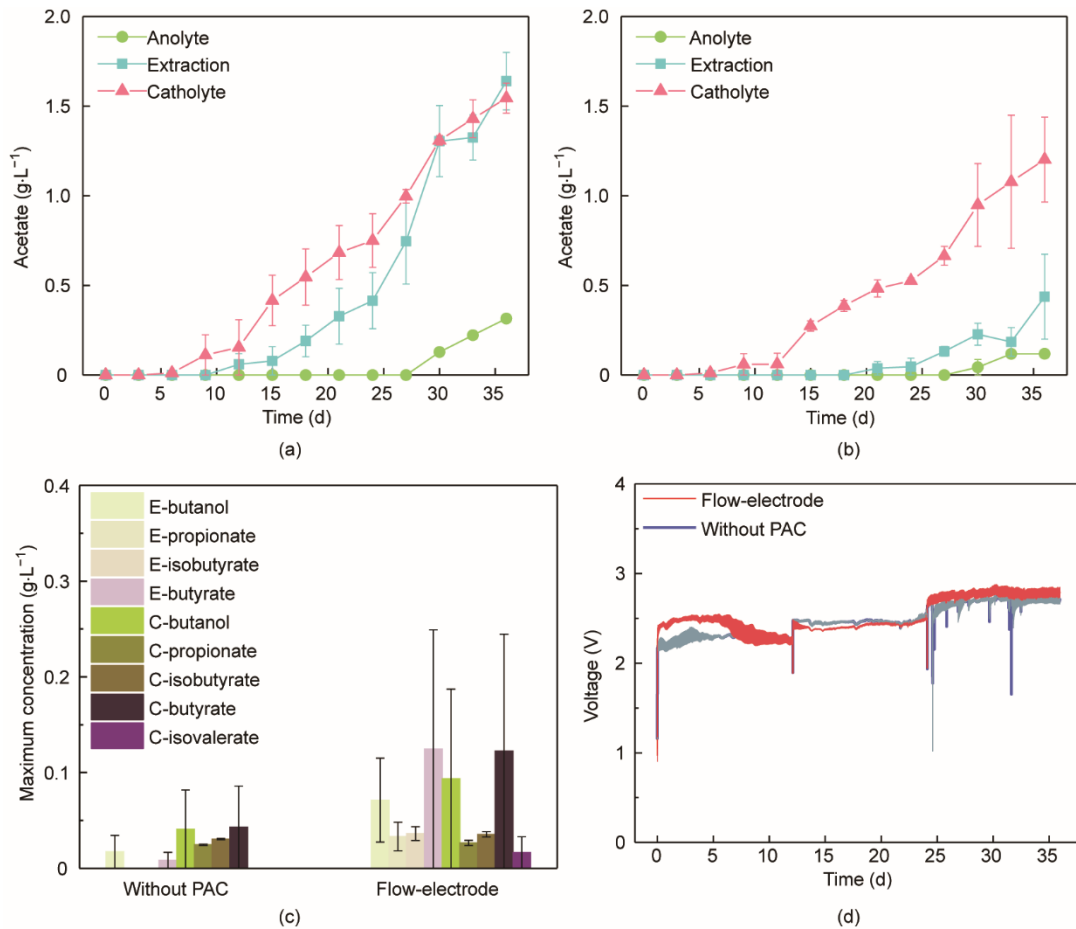 2.0
1.5
1.0
0.5
0
Acetate (g·L⁻¹)
Anolyte
Extraction
Catholyte
0 5 10 15 20 25 30 35
Time (d)
(a)
2.0
1.5
1.0
0.5
0
Acetate (g·L⁻¹)
Anolyte
Extraction
Catholyte
0 5 10 15 20 25 30 35
Time (d)
(b)
0.4
0.3
0.2
0.1
0
Maximum concentration (g·L⁻¹)
E-butanol
E-propionate
E-isobutyrate
E-butyrate
C-butanol
C-propionate
C-isobutyrate
C-butyrate
C-isovalerate
Without PAC Flow-electrode
(c)
4
3
2
1
0
Voltage (V)
Flow-electrode
Without PAC
0 5 10 15 20 25 30 35
Time (d)
(d)